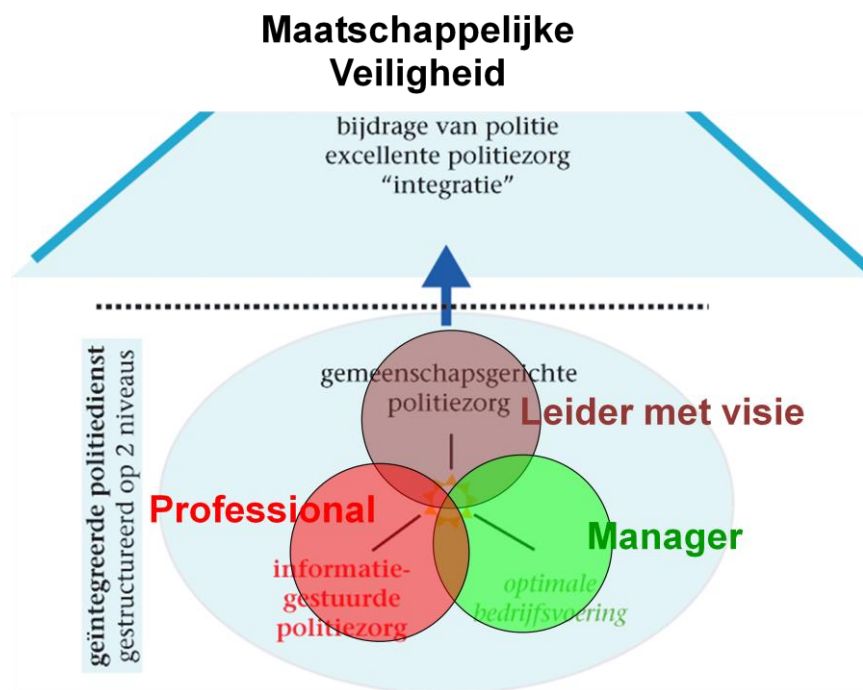 Maatschappelijke
Veiligheid
bijdrage van politie
excellente politiezorg
“integratie”
geïntegreerde politiedienst
gestructureerd op 2 niveaus
gemeenschapsgerichte
politiezorg
Leider met visie
Professional
Manager
informatie-
gestuurde
politiezorg
optimale
bedrijfsvoering